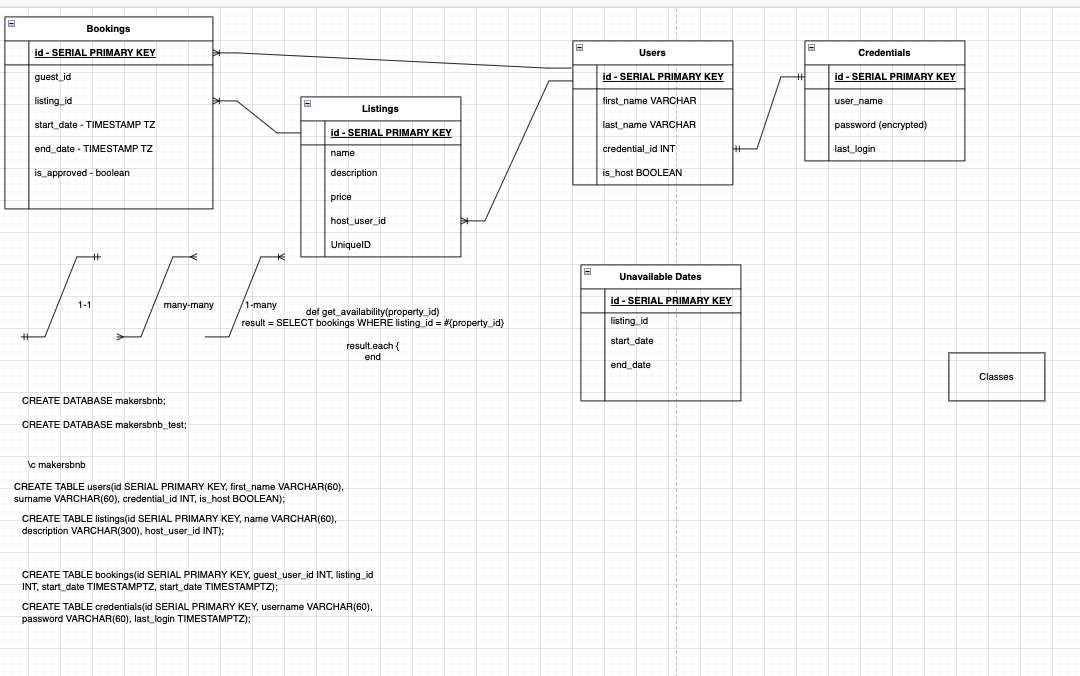 Bookings
id - SERIAL PRIMARY KEY
guest_id
listing_id
start_date - TIMESTAMP TZ
end_date - TIMESTAMP TZ
is_approved - boolean
Listings
id - SERIAL PRIMARY KEY
name
description
price
host_user_id
UniqueID
Users
id - SERIAL PRIMARY KEY
first_name VARCHAR
last_name VARCHAR
credential_id INT
is_host BOOLEAN
Credentials
id - SERIAL PRIMARY KEY
user_name
password (encrypted)
last_login
Unavailable Dates
id - SERIAL PRIMARY KEY
listing_id
start_date
end_date
Classes
1-1
many-many
1-many
def get_availability(property_id)
result = SELECT bookings WHERE listing_id = #{property_id}
result.each {
end
CREATE DATABASE makersbnb;
CREATE DATABASE makersbnb_test;
\c makersbnb
CREATE TABLE users(id SERIAL PRIMARY KEY, first_name VARCHAR(60),
surname VARCHAR(60), credential_id INT, is_host BOOLEAN);
CREATE TABLE listings(id SERIAL PRIMARY KEY, name VARCHAR(60),
description VARCHAR(300), host_user_id INT);
CREATE TABLE bookings(id SERIAL PRIMARY KEY, guest_user_id INT, listing_id
INT, start_date TIMESTAMPTZ, start_date TIMESTAMPTZ);
CREATE TABLE credentials(id SERIAL PRIMARY KEY, username VARCHAR(60),
password VARCHAR(60), last_login TIMESTAMPTZ);